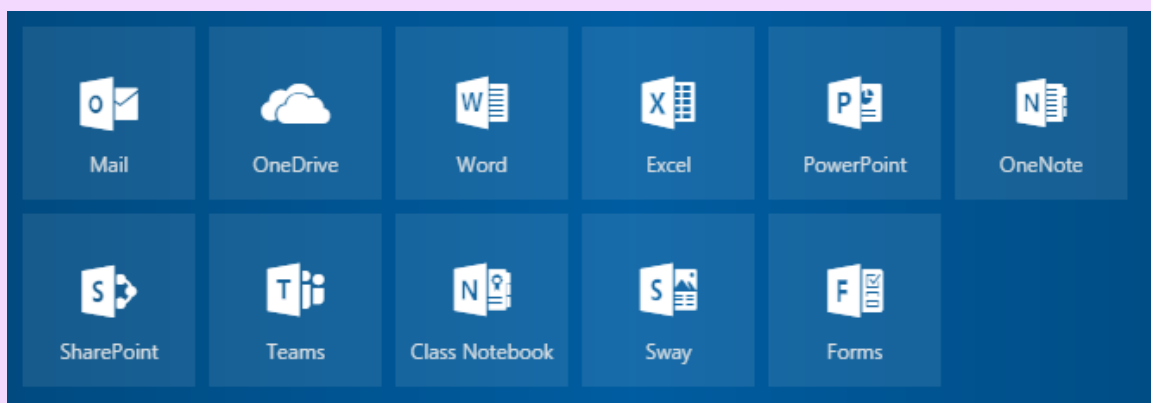 O
Mail
OneDrive
W
Word
X
Excel
P
PowerPoint
N
OneNote
S
SharePoint
T
Teams
N
Class Notebook
S
Sway
F
Forms